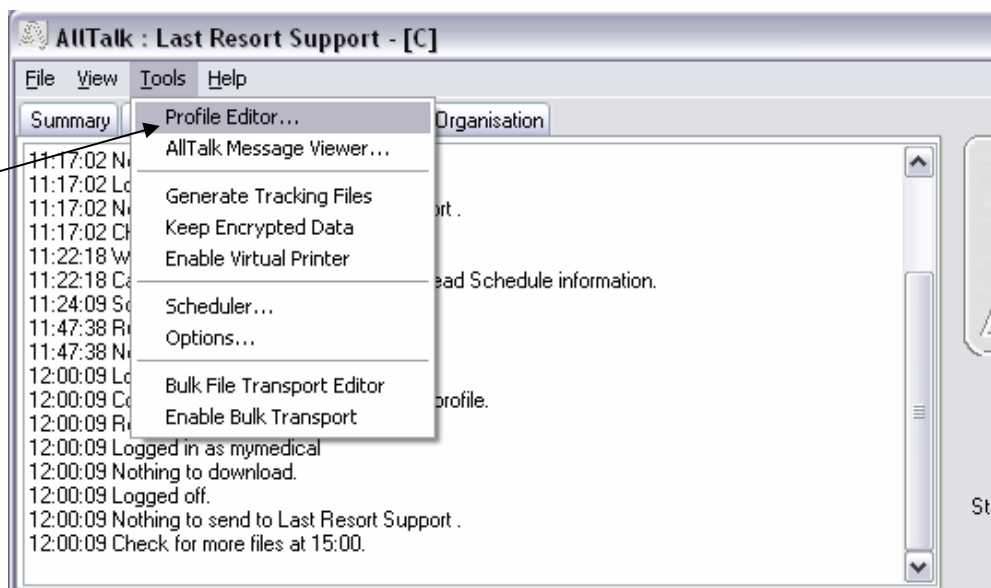 AllTalk : Last Resort Support - [C]
File View Tools Help
Summary Organisation
Profile Editor...
AllTalk Message Viewer...
Generate Tracking Files
Keep Encrypted Data
Enable Virtual Printer
Scheduler...
Options...
Bulk File Transport Editor
Enable Bulk Transport
11:17:02
11:17:02
11:17:02
11:17:02
11:22:18
11:22:18 Schedule information.
11:24:09
11:47:38
11:47:38
12:00:09
12:00:09 profile.
12:00:09
12:00:09 Logged in as mymedical
12:00:09 Nothing to download.
12:00:09 Logged off.
12:00:09 Nothing to send to Last Resort Support .
12:00:09 Check for more files at 15:00.